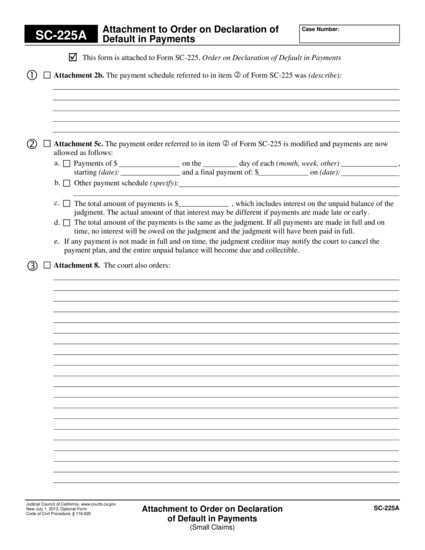 SC-225A
Attachment to Order on Declaration of
Default in Payments
Case Number:
This form is attached to Form SC-225, Order on Declaration of Default in Payments
1 Attachment 2b. The payment schedule referred to in item ② of Form SC-225 was (describe):
2 Attachment 5c. The payment order referred to in item ② of Form SC-225 is modified and payments are now
allowed as follows:
a. Payments of $ on the day of each (month, week, other) ,
starting (date): and a final payment of: $ on (date):
b. Other payment schedule (specify):
c. The total amount of payments is $ , which includes interest on the unpaid balance of the
judgment. The actual amount of that interest may be different if payments are made late or early.
d. The total amount of the payments is the same as the judgment. If all payments are made in full and on
time, no interest will be owed on the judgment and the judgment will have been paid in full.
e. If any payment is not made in full and on time, the judgment creditor may notify the court to cancel the
payment plan, and the entire unpaid balance will become due and collectible.
3 Attachment 8. The court also orders:
Judicial Council of California, www.courts.ca.gov
New July 1, 2013, Optional Form
Code of Civil Procedure, § 116.620
Attachment to Order on Declaration
of Default in Payments
(Small Claims)
SC-225A